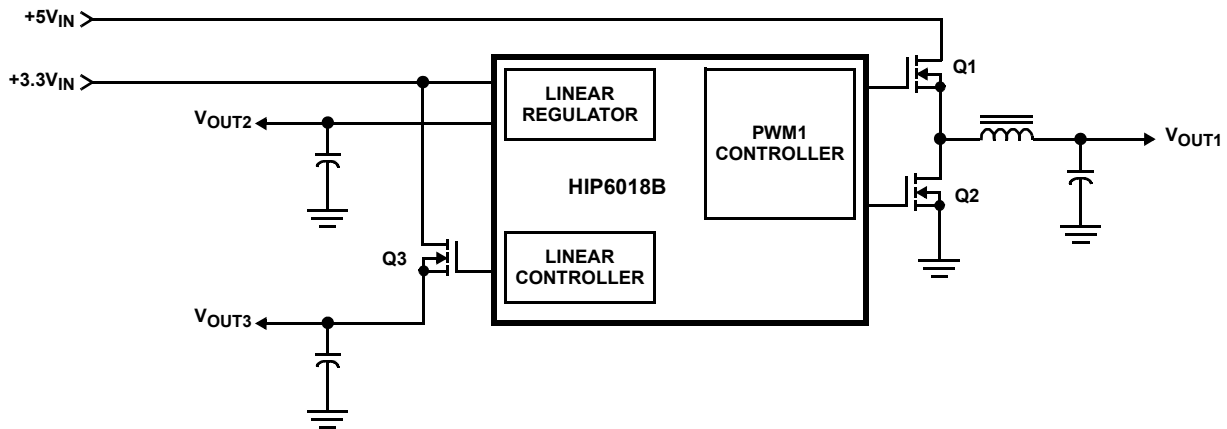 +5VIN
+3.3VIN
VOUT2
LINEAR
REGULATOR
PWM1
CONTROLLER
HIP6018B
Q1
VOUT1
Q2
Q3
LINEAR
CONTROLLER
VOUT3